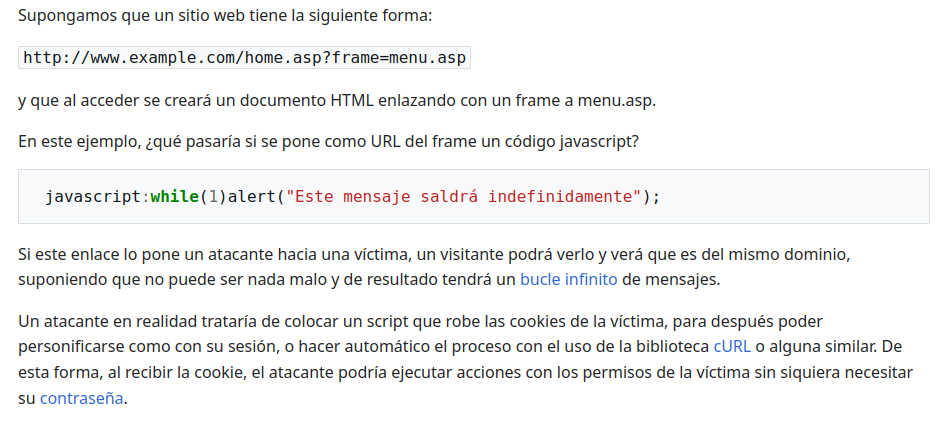 Supongamos que un sitio web tiene la siguiente forma:
http://www.example.com/home.asp?frame=menu.asp
y que al acceder se creará un documento HTML enlazando con un frame a menu.asp.
En este ejemplo, ¿qué pasaría si se pone como URL del frame un código javascript?
javascript:while(1)alert("Este mensaje saldrá indefinidamente");
Si este enlace lo pone un atacante hacia una víctima, un visitante podrá verlo y verá que es del mismo dominio,
suponiendo que no puede ser nada malo y de resultado tendrá un bucle infinito de mensajes.
Un atacante en realidad trataría de colocar un script que robe las cookies de la víctima, para después poder
personificarse como con su sesión, o hacer automático el proceso con el uso de la biblioteca cURL o alguna similar. De
esta forma, al recibir la cookie, el atacante podría ejecutar acciones con los permisos de la víctima sin siquiera necesitar
su contraseña.